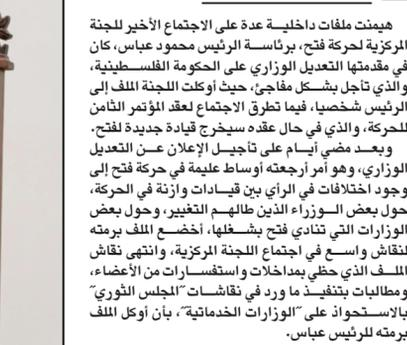 هيمنت ملفات داخلية عدة على الاجتماع الأخير للجنة
المركزية لحركة فتح، برئاسة الرئيس محمود عباس، كان
في مقدمتها التعديل الوزاري على الحكومة الفلسطينية،
والذي تأجل بشكل مفاجئ، حيث أوكلت اللجنة الملف إلى
الرئيس شخصيا، فيما تطرق الاجتماع لعقد المؤتمر الثامن
للحركة، والذي في حال عقده سيخرج قيادة جديدة لفتح.
وبعد مضي أيام على تأجيل الإعلان عن التعديل
الوزاري، وهو أمر أرجعته أوساط عليمة في حركة فتح إلى
وجود اختلافات في الرأي بين قيادات وازنة في الحركة،
حول بعض الوزراء الذين طالهم التغيير، وحول بعض
الوزارات التي تنادي فتح بشغلها، أخضع الملف برمته
لنقاش واسع في اجتماع اللجنة المركزية، وانتهى نقاش
الملف الذي حظي بمداخلات واستفسارات من الأعضاء،
ومطالبات بتنفيذ ما ورد في نقاشات "المجلس الثوري"
بالاستحواذ على "الوزارات الخدماتية"، بأن أوكل الملف
برمته للرئيس عباس.